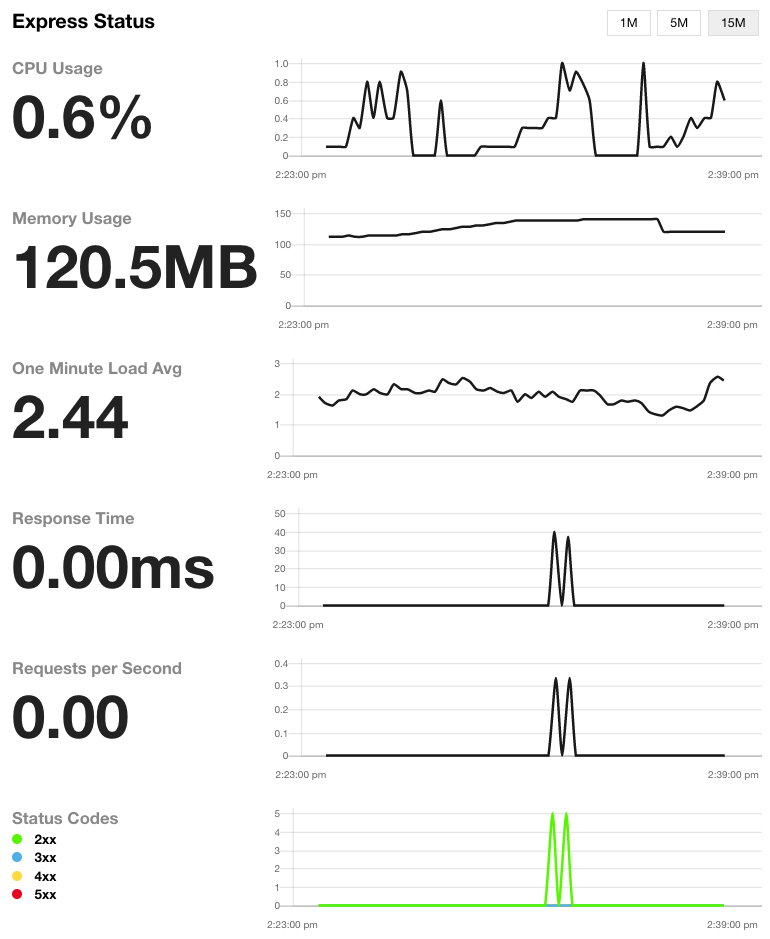 Express Status
1M 5M 15M
CPU Usage
0.6%
1.0
0.8
0.6
0.4
0.2
0
2:23:00 pm 2:39:00 pm
Memory Usage
120.5MB
150
100
50
0
2:23:00 pm 2:39:00 pm
One Minute Load Avg
2.44
3
2
1
0
2:23:00 pm 2:39:00 pm
Response Time
0.00ms
50
40
30
20
10
0
2:23:00 pm 2:39:00 pm
Requests per Second
0.00
0.4
0.3
0.2
0.1
0
2:23:00 pm 2:39:00 pm
Status Codes
2xx
3xx
4xx
5xx
5
4
3
2
1
0
2:23:00 pm 2:39:00 pm